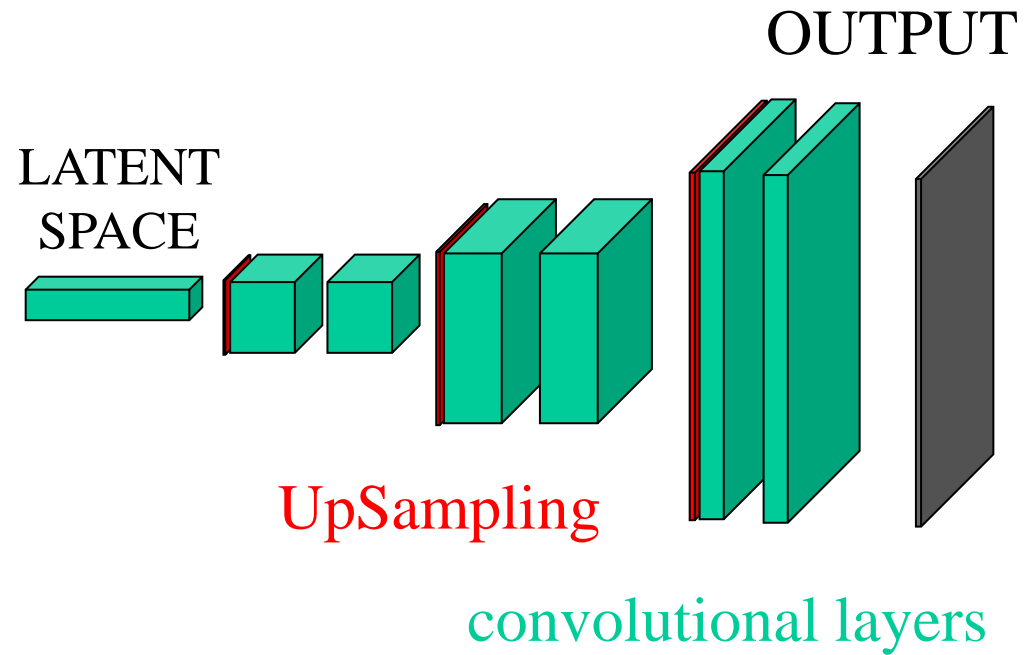 OUTPUT
LATENT
SPACE
UpSampling
convolutional layers